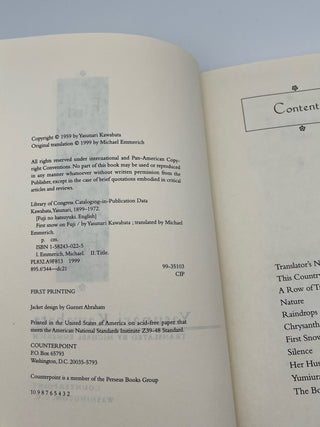 Copyright © 1959 by Yasunari Kawabata
Original translation © 1999 by Michael Emmerich
All rights reserved under international and Pan-American Copy-
right Conventions. No part of this book may be used or reproduced
in any manner whatsoever without written permission from the
Publisher, except in the case of brief quotations embodied in critical
articles and reviews.
Library of Congress Cataloging-in-Publication Data
Kawabata, Yasunari, 1899–1972.
[Fuji no hatsuyuki. English]
First snow on Fuji / by Yasunari Kawabata ; translated by Michael
Emmerich.
p. cm.
ISBN 1-58243-022-5
I. Emmerich, Michael II. Title.
PL832.A9F813 1999
895.6'344—dc21 99-35103
CIP
FIRST PRINTING
Jacket design by Gurnet Abraham
Printed in the United States of America on acid-free paper that
meets the American National Standards Institute Z39-48 Standard.
COUNTERPOINT
P.O. Box 65793
Washington, D.C. 20035-5793
Counterpoint is a member of the Perseus Books Group
10 9 8 7 6 5 4 3 2
Content
Translator's N
This Country
A Row of T
Nature
Raindrops
Chrysanth
First Snow
Silence
Her Hus
Yumiura
The Bo